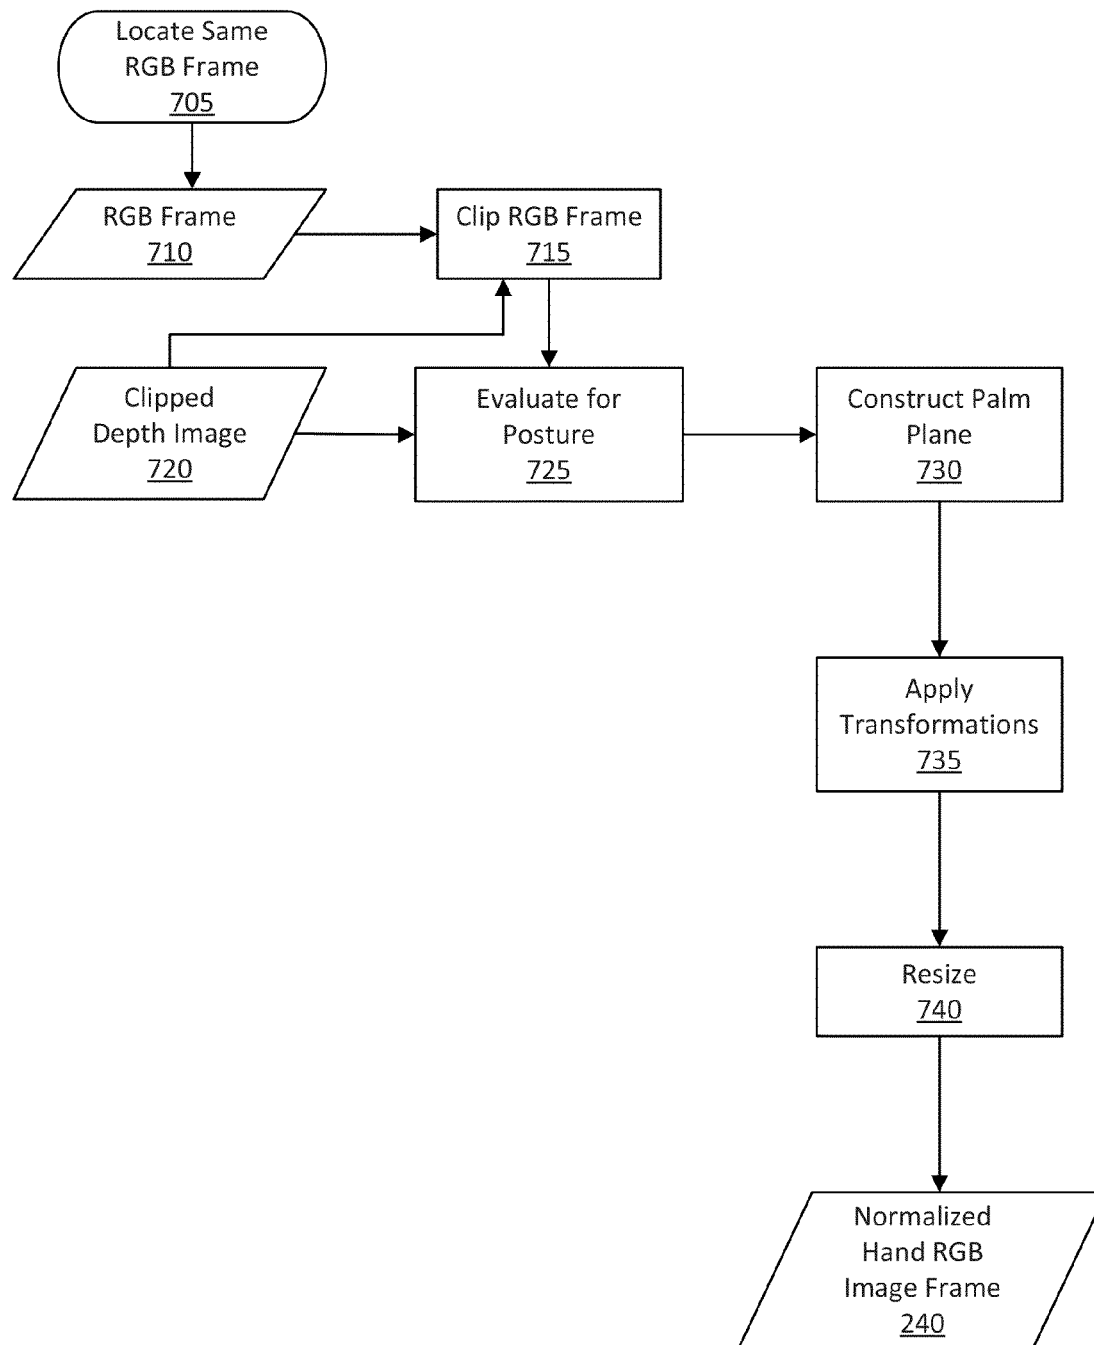 Locate Same
RGB Frame
705
RGB Frame
710
Clip RGB Frame
715
Clipped
Depth Image
720
Evaluate for
Posture
725
Construct Palm
Plane
730
Apply
Transformations
735
Resize
740
Normalized
Hand RGB
Image Frame
240